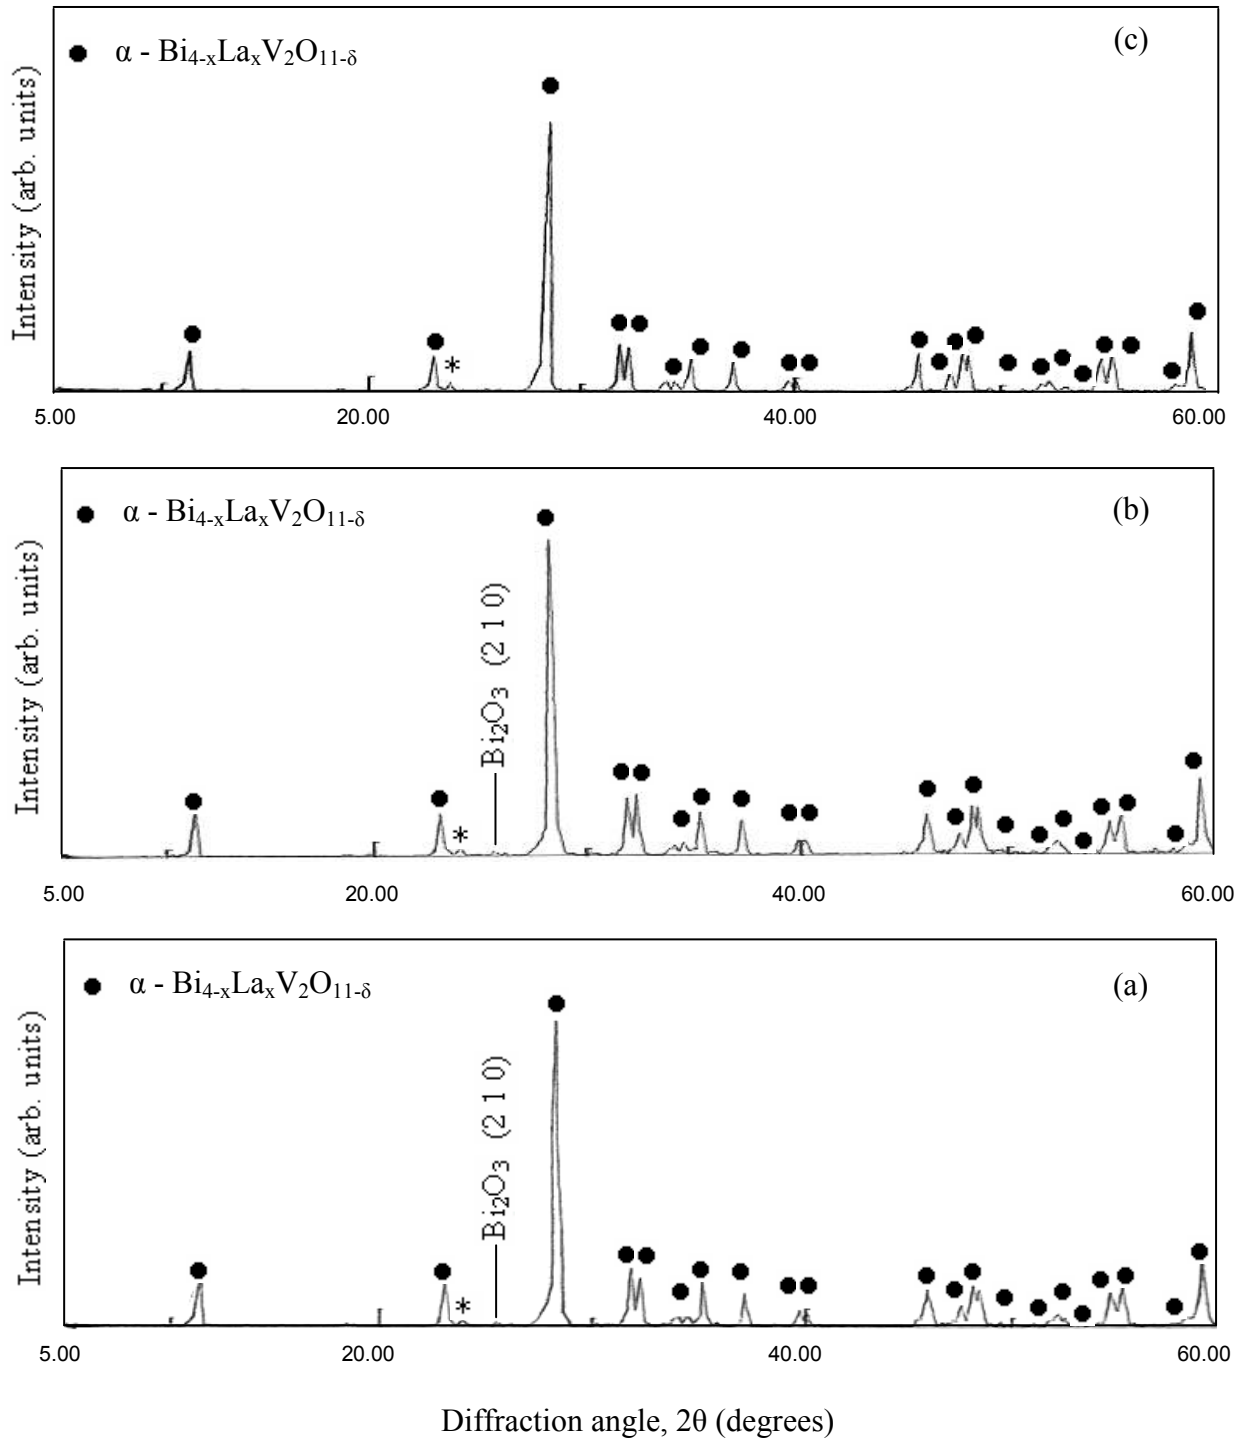 α - Bi₄₋ₓLaₓV₂O₁₁₋δ
(c)
Intensity (arb. units)
*
5.00 20.00 40.00 60.00
α - Bi₄₋ₓLaₓV₂O₁₁₋δ
(b)
Intensity (arb. units)
Bi₂O₃ (2 1 0)
*
5.00 20.00 40.00 60.00
α - Bi₄₋ₓLaₓV₂O₁₁₋δ
(a)
Intensity (arb. units)
Bi₂O₃ (2 1 0)
*
5.00 20.00 40.00 60.00
Diffraction angle, 2θ (degrees)